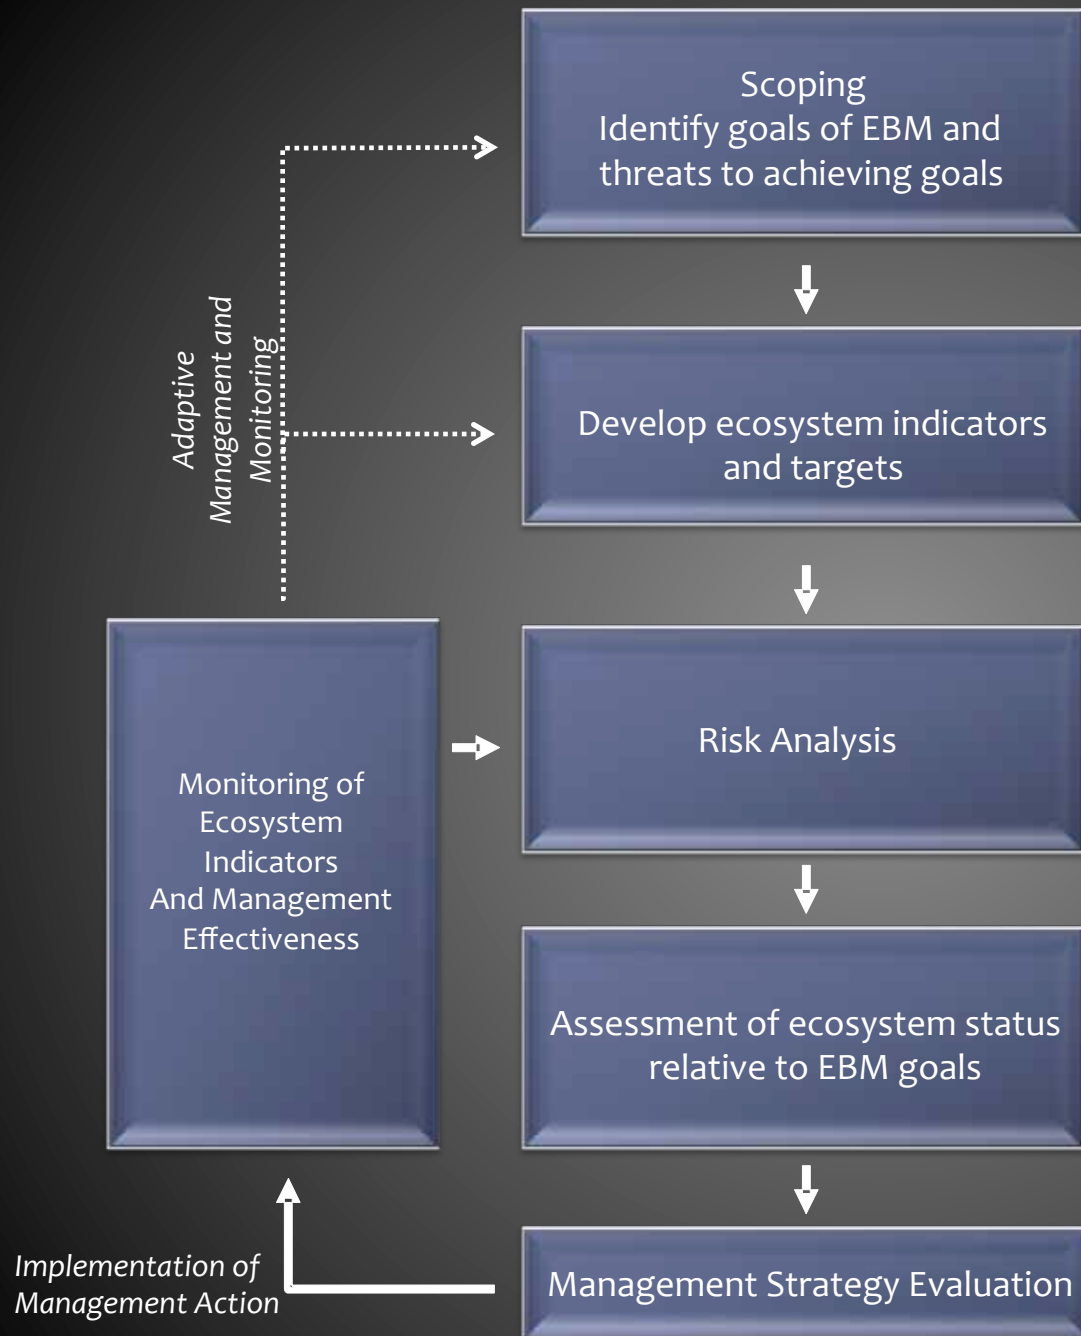 Scoping
Identify goals of EBM and
threats to achieving goals
Adaptive
Management and
Monitoring
Develop ecosystem indicators
and targets
Risk Analysis
Monitoring of
Ecosystem
Indicators
And Management
Effectiveness
Assessment of ecosystem status
relative to EBM goals
Implementation of
Management Action
Management Strategy Evaluation